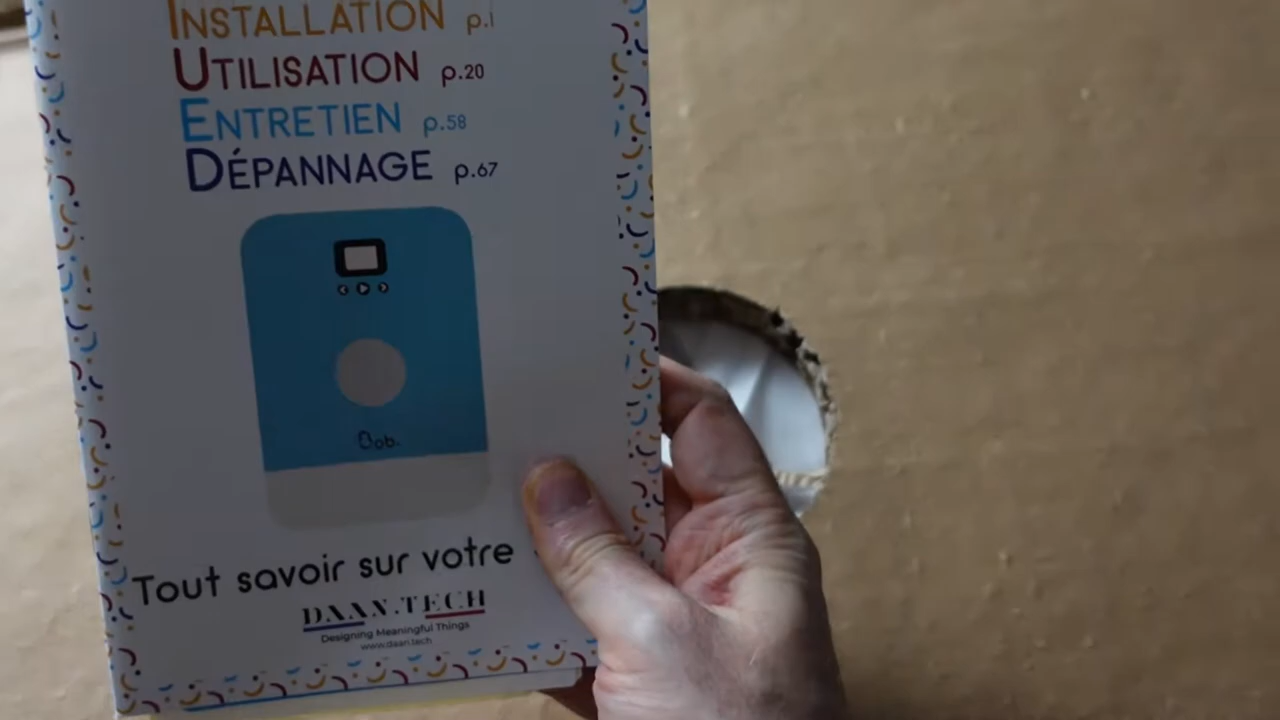 INSTALLATION p.1
UTILISATION p.20
ENTRETIEN p.58
DÉPANNAGE p.67
Bob.
Tout savoir sur votre
DAAN.TECH
Designing Meaningful Things
www.daan.tech